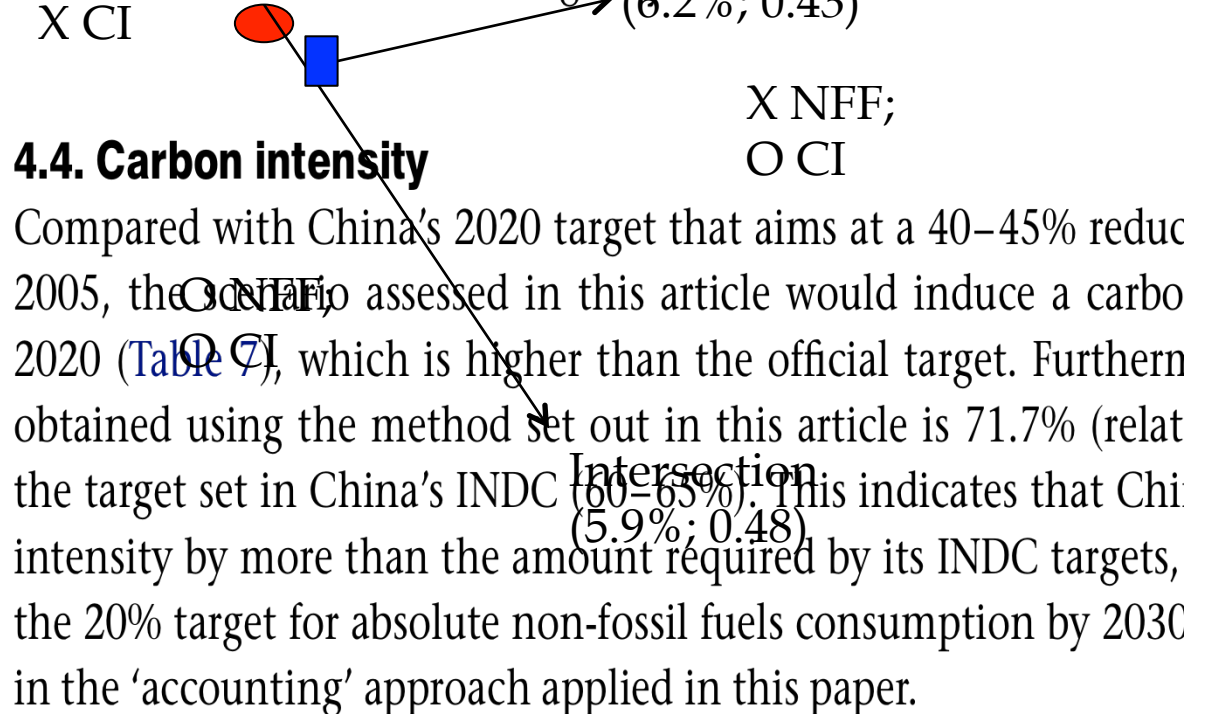 (6.2%; 0.43)
X CI
X NFF;
O CI
4.4. Carbon intensity
Compared with China's 2020 target that aims at a 40–45% reduc
2005, the scenario assessed in this article would induce a carbo
O NFF;
2020 (Table 7), which is higher than the official target. Furthern
O CI
obtained using the method set out in this article is 71.7% (relat
Intersection
the target set in China's INDC (60–65%). This indicates that Chi
(5.9%; 0.48)
intensity by more than the amount required by its INDC targets,
the 20% target for absolute non-fossil fuels consumption by 2030
in the 'accounting' approach applied in this paper.